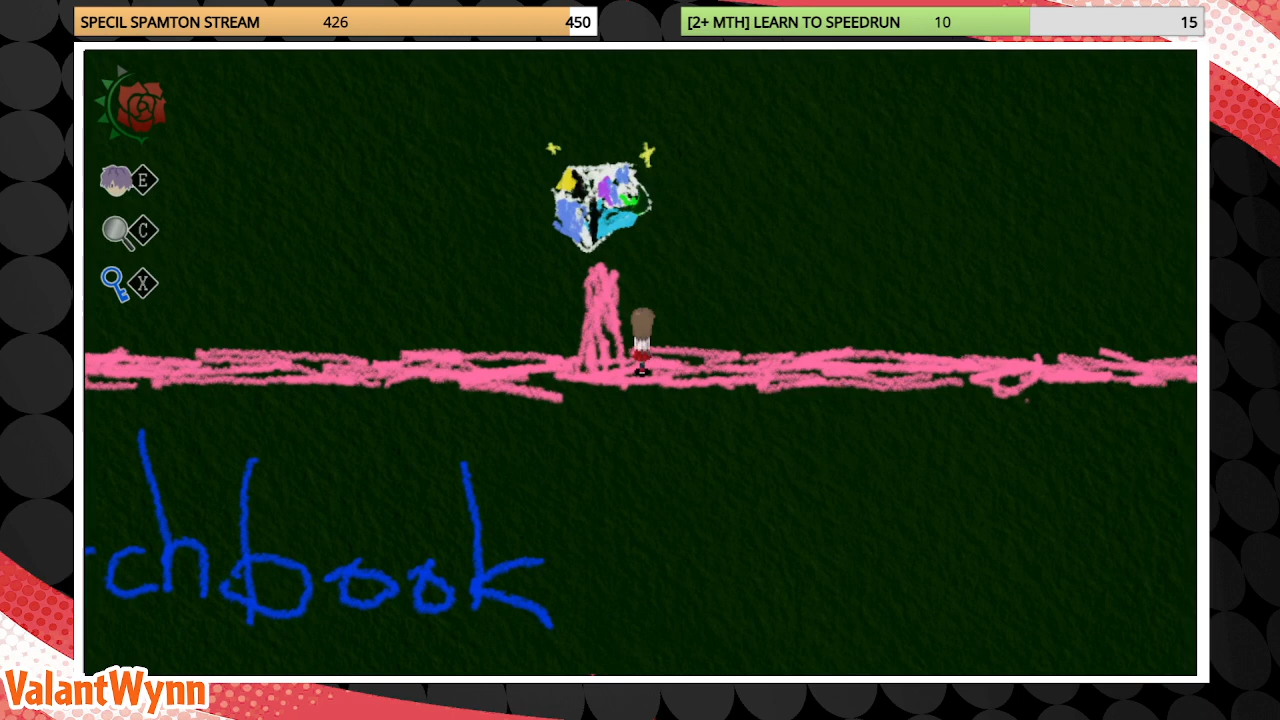 SPECIL SPAMTON STREAM 426 450
[2+ MTH] LEARN TO SPEEDRUN 10 15
E
C
X
chbook
ValantWynn